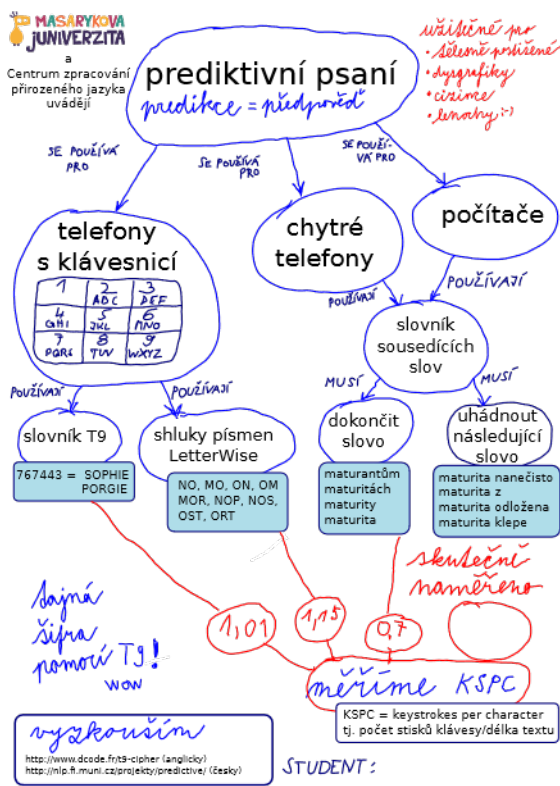 MASARYKOVA
JUNIVERZITA
a
Centrum zpracování
přirozeného jazyka
uvádějí
prediktivní psaní
predikce = předpověď
užitečné pro
• tělesně postižené
• dysgrafiky
• cizince
• lenochy :-)
SE POUŽÍVÁ
PRO
SE POUŽÍVÁ
PRO
SE POUŽÍ-
VÁ PRO
telefony
s klávesnicí
1 2 3
ABC DEF
4 5 6
GHI JKL MNO
7 8 9
PQRS TUV WXYZ
chytré
telefony
počítače
POUŽÍVAJÍ
POUŽÍVAJÍ
slovník
sousedících
slov
POUŽÍVAJÍ
POUŽÍVAJÍ
MUSÍ
MUSÍ
slovník T9
shluky písmen
LetterWise
dokončit
slovo
uhádnout
následující
slovo
767443 = SOPHIE
PORGIE
NO, MO, ON, OM
MOR, NOP, NOS,
OST, ORT
maturantům
maturitách
maturity
maturita
maturita nanečisto
maturita z
maturita odložena
maturita klepe
skutečně
naměřeno
1,01
1,15
0,7
tajná
šifra
pomocí T9!
WOW
měříme KSPC
KSPC = keystrokes per character
tj. počet stisků klávesy/délka textu
vyzkouším
http://www.dcode.fr/t9-cipher (anglicky)
http://nlp.fi.muni.cz/projekty/predictive/ (česky)
STUDENT: